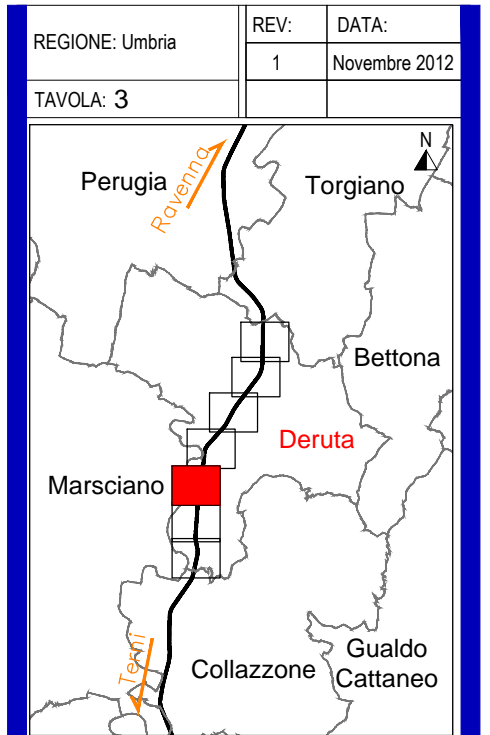 REGIONE: Umbria
REV:
DATA:
1
Novembre 2012
TAVOLA: 3
N
Perugia
Ravenna
Torgiano
Bettona
Deruta
Marsciano
Terni
Collazzone
Gualdo
Cattaneo